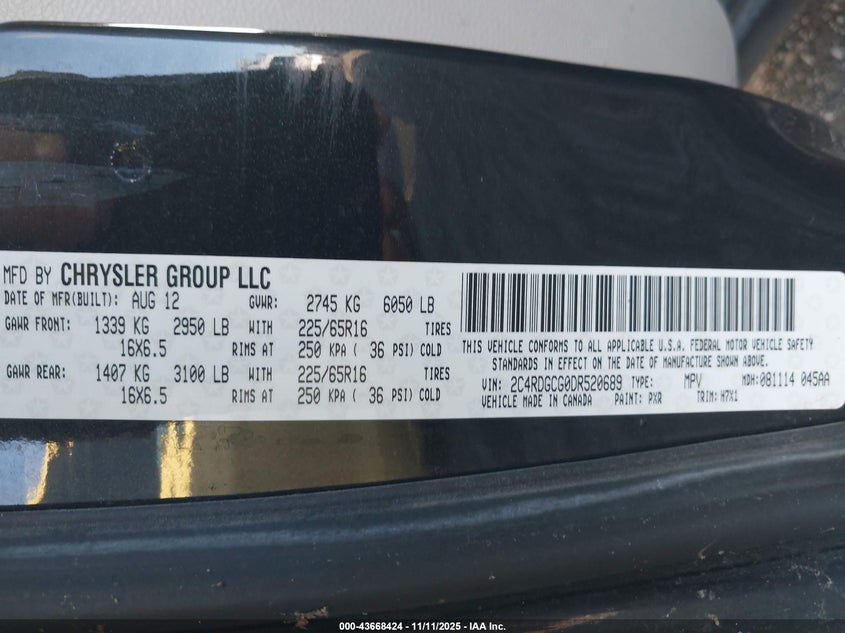 MFD BY CHRYSLER GROUP LLC
DATE OF MFR(BUILT): AUG 12 GVWR: 2745 KG 6050 LB
GAWR FRONT: 1339 KG 2950 LB WITH 225/65R16 TIRES
16X6.5 RIMS AT 250 KPA ( 36 PSI) COLD
GAWR REAR: 1407 KG 3100 LB WITH 225/65R16 TIRES
16X6.5 RIMS AT 250 KPA ( 36 PSI) COLD
THIS VEHICLE CONFORMS TO ALL APPLICABLE U.S.A. FEDERAL MOTOR VEHICLE SAFETY
STANDARDS IN EFFECT ON THE DATE OF MANUFACTURE SHOWN ABOVE.
VIN: 2C4RDGCG0DR520689 TYPE: MPV MDH:081114 045AA
VEHICLE MADE IN CANADA PAINT: PXR TRIM: H7X1
000-43668424 - 11/11/2025 - IAA Inc.